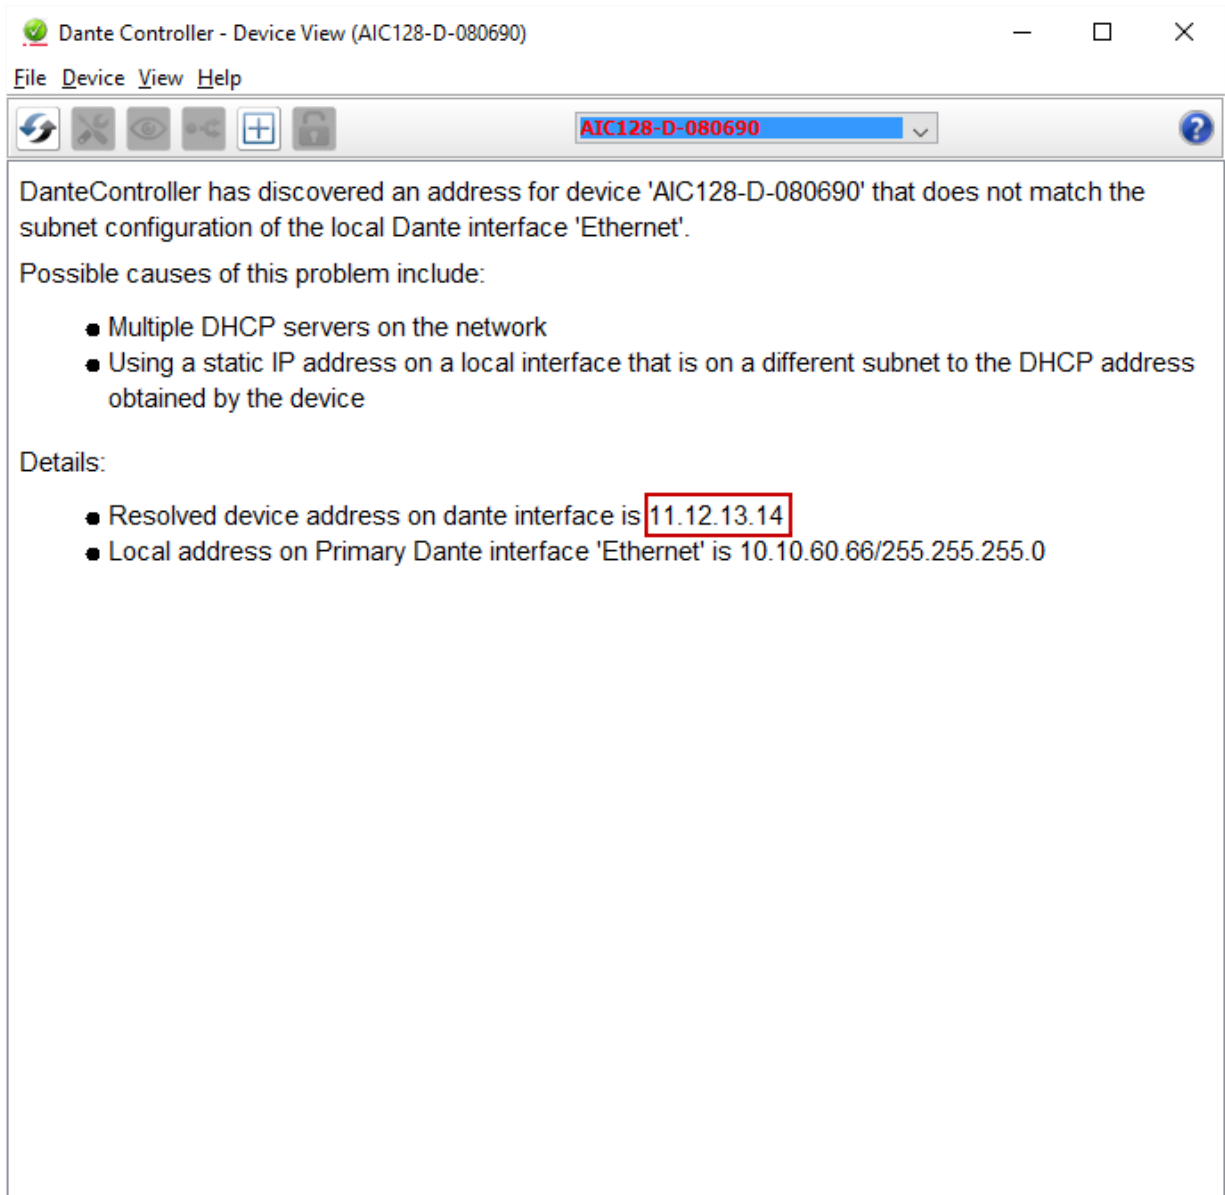 Dante Controller - Device View (AIC128-D-080690)
File Device View Help
AIC128-D-080690
DanteController has discovered an address for device 'AIC128-D-080690' that does not match the
subnet configuration of the local Dante interface 'Ethernet'.
Possible causes of this problem include:
Multiple DHCP servers on the network
Using a static IP address on a local interface that is on a different subnet to the DHCP address
obtained by the device
Details:
Resolved device address on dante interface is 11.12.13.14
Local address on Primary Dante interface 'Ethernet' is 10.10.60.66/255.255.255.0